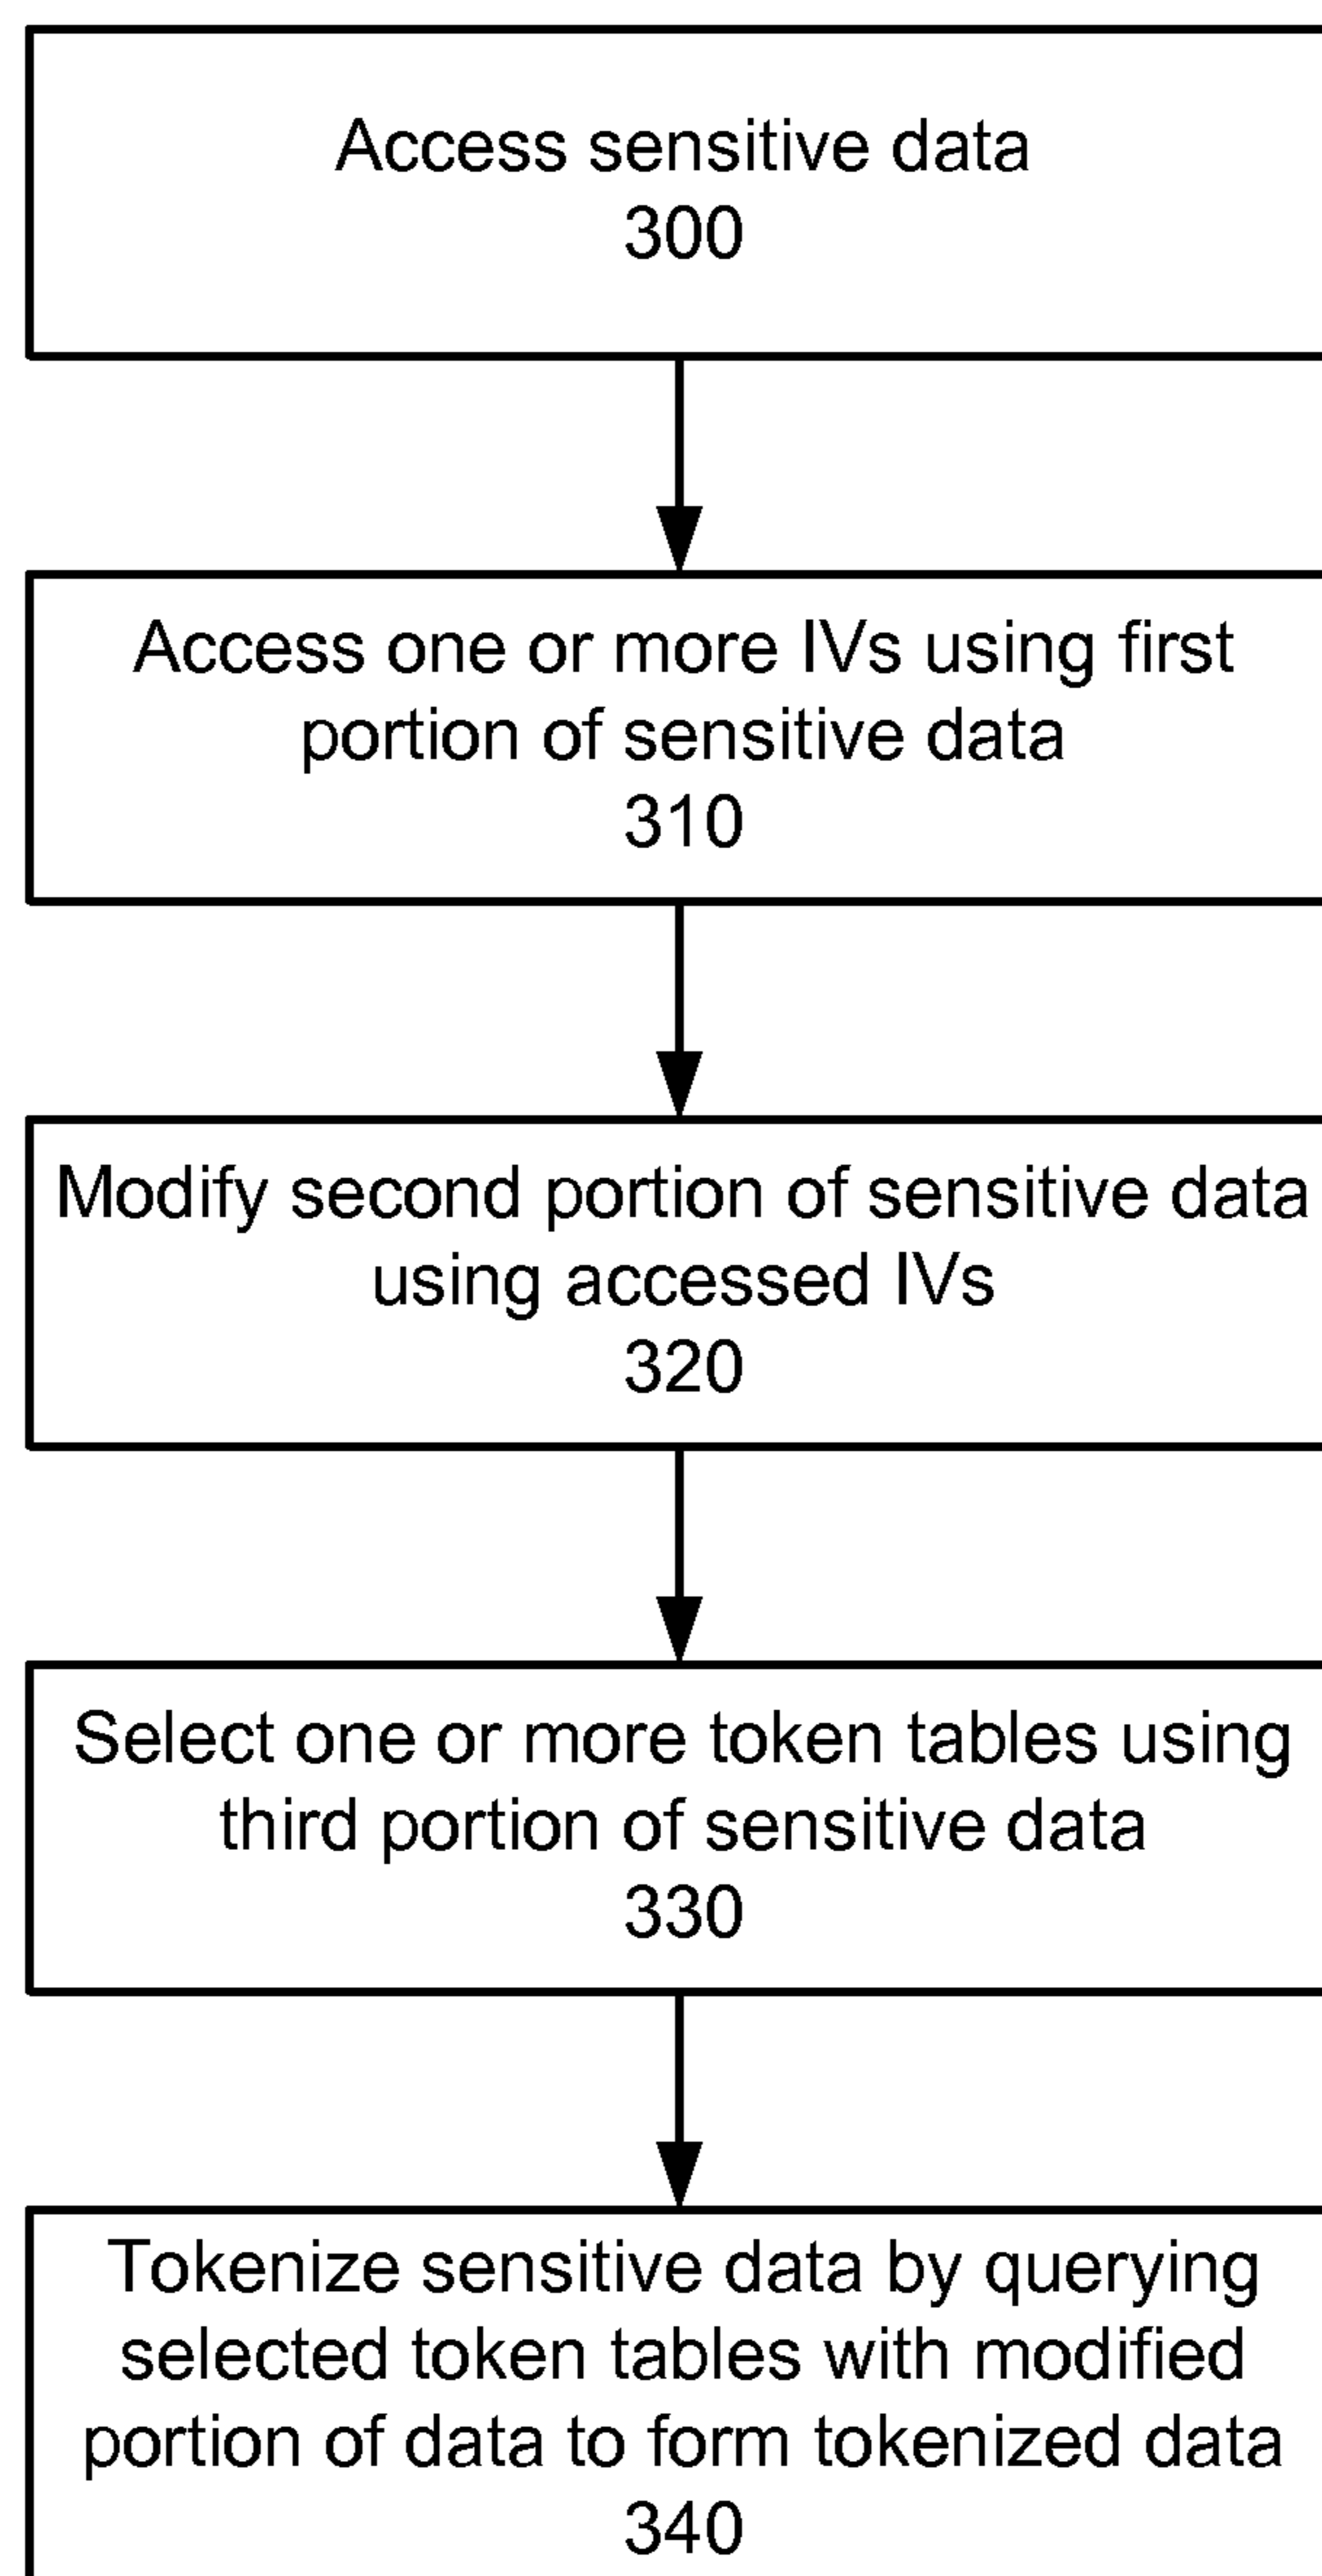 Access sensitive data
300
Access one or more IVs using first
portion of sensitive data
310
Modify second portion of sensitive data
using accessed IVs
320
Select one or more token tables using
third portion of sensitive data
330
Tokenize sensitive data by querying
selected token tables with modified
portion of data to form tokenized data
340